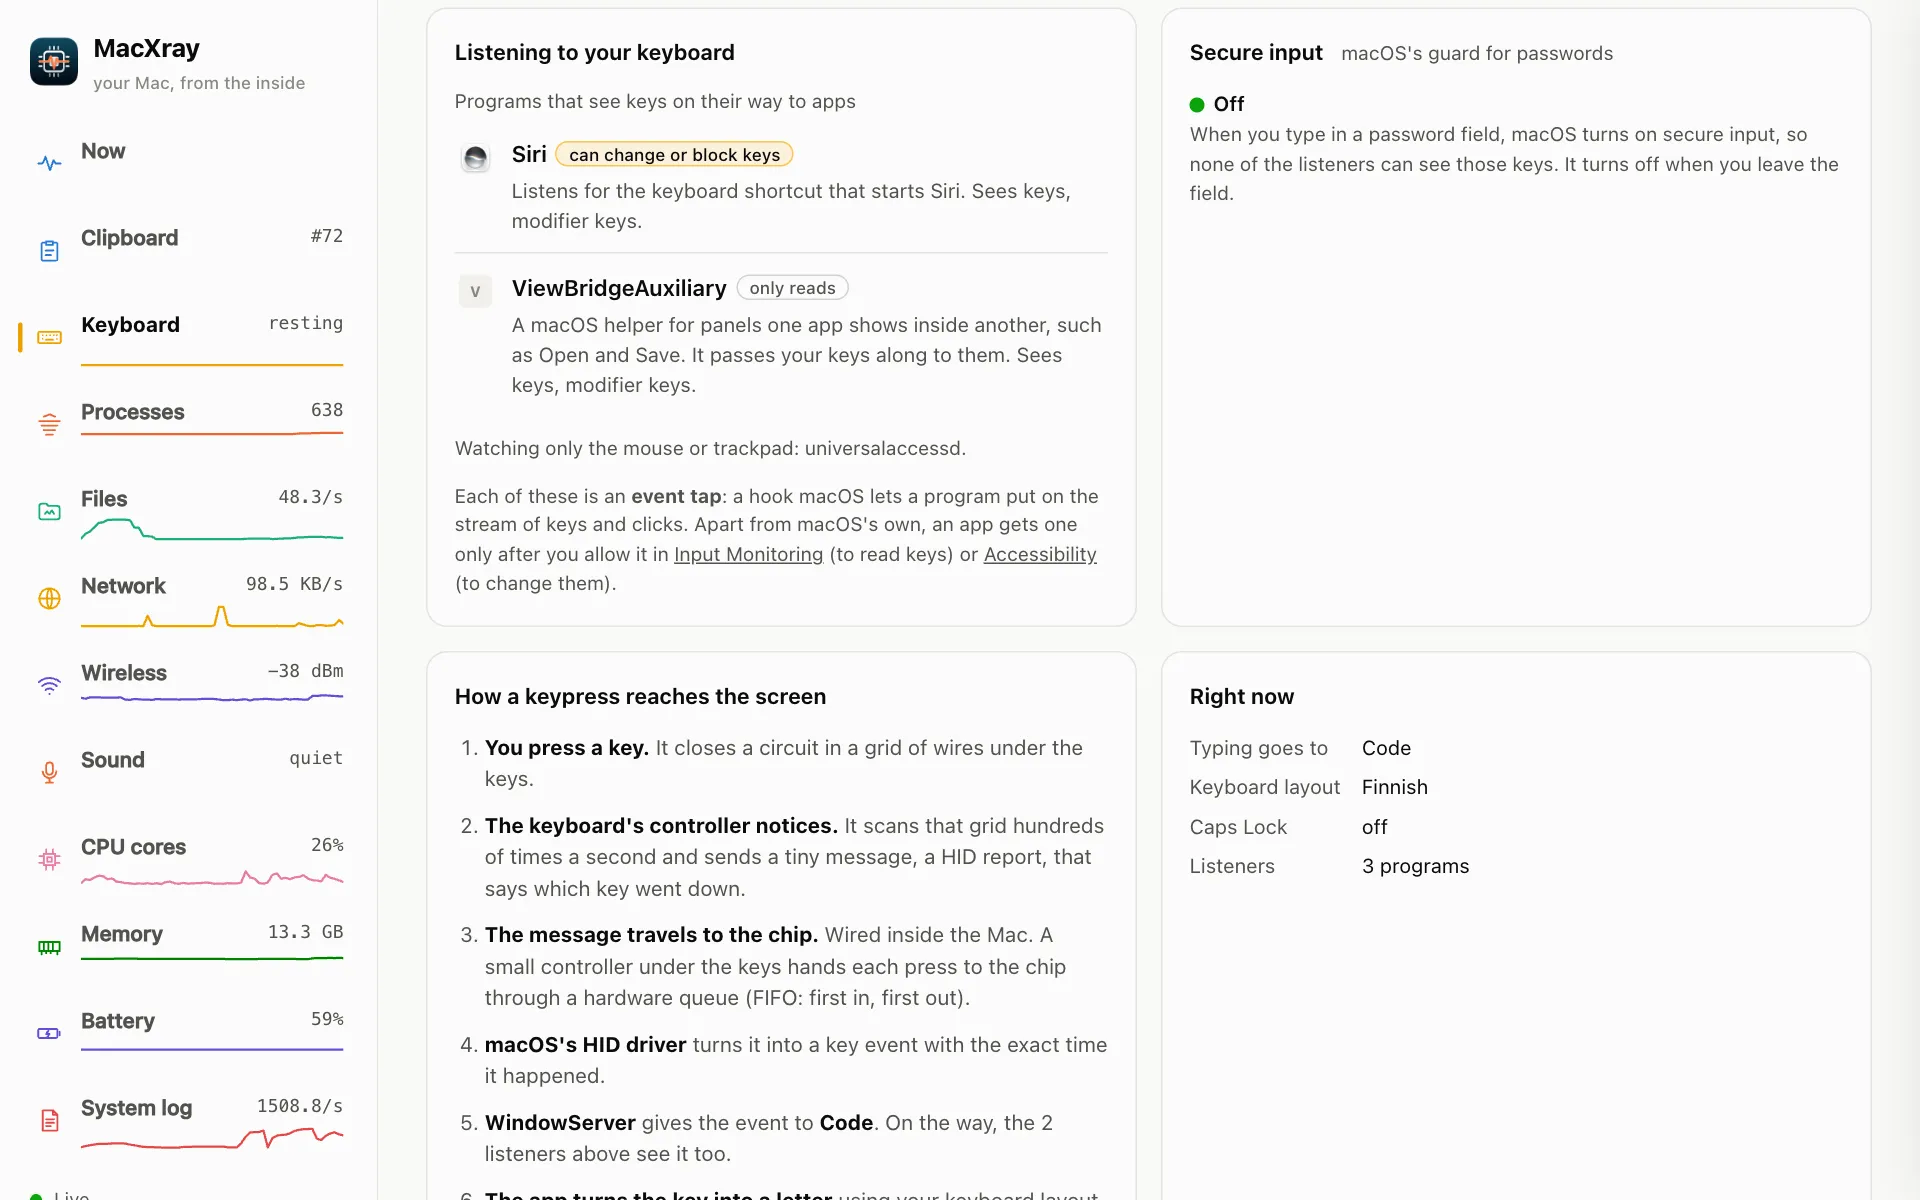 MacXray
your Mac, from the inside
Now
Clipboard #72
Keyboard resting
Processes 638
Files 48.3/s
Network 98.5 KB/s
Wireless −38 dBm
Sound quiet
CPU cores 26%
Memory 13.3 GB
Battery 59%
System log 1508.8/s
Live
Listening to your keyboard
Programs that see keys on their way to apps
Siri can change or block keys
Listens for the keyboard shortcut that starts Siri. Sees keys,
modifier keys.
V
ViewBridgeAuxiliary only reads
A macOS helper for panels one app shows inside another, such
as Open and Save. It passes your keys along to them. Sees
keys, modifier keys.
Watching only the mouse or trackpad: universalaccessd.
Each of these is an event tap: a hook macOS lets a program put on the
stream of keys and clicks. Apart from macOS's own, an app gets one
only after you allow it in Input Monitoring (to read keys) or Accessibility
(to change them).
Secure input macOS's guard for passwords
Off
When you type in a password field, macOS turns on secure input, so
none of the listeners can see those keys. It turns off when you leave the
field.
How a keypress reaches the screen
1. You press a key. It closes a circuit in a grid of wires under the
keys.
2. The keyboard's controller notices. It scans that grid hundreds
of times a second and sends a tiny message, a HID report, that
says which key went down.
3. The message travels to the chip. Wired inside the Mac. A
small controller under the keys hands each press to the chip
through a hardware queue (FIFO: first in, first out).
4. macOS's HID driver turns it into a key event with the exact time
it happened.
5. WindowServer gives the event to Code. On the way, the 2
listeners above see it too.
6. The app turns the key into a letter using your keyboard layout
Right now
Typing goes to Code
Keyboard layout Finnish
Caps Lock off
Listeners 3 programs